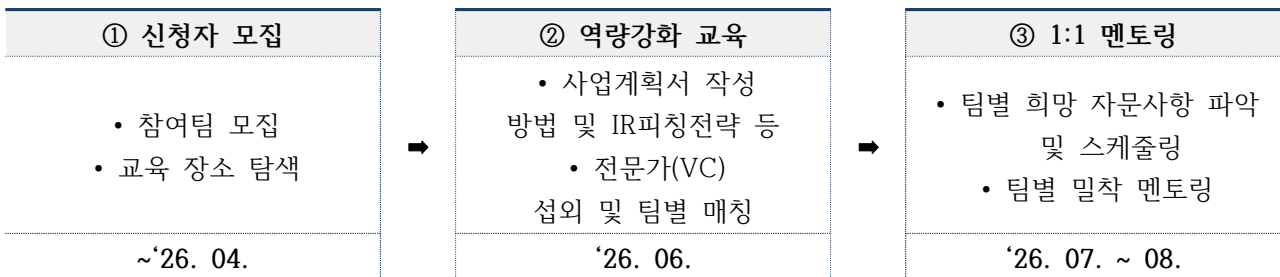 ① 신청자 모집
• 참여팀 모집
• 교육 장소 탐색
~‘26. 04.
➡
② 역량강화 교육
• 사업계획서 작성
방법 및 IR피칭전략 등
• 전문가(VC)
섭외 및 팀별 매칭
‘26. 06.
➡
③ 1:1 멘토링
• 팀별 희망 자문사항 파악
및 스케줄링
• 팀별 밀착 멘토링
‘26. 07. ~ 08.